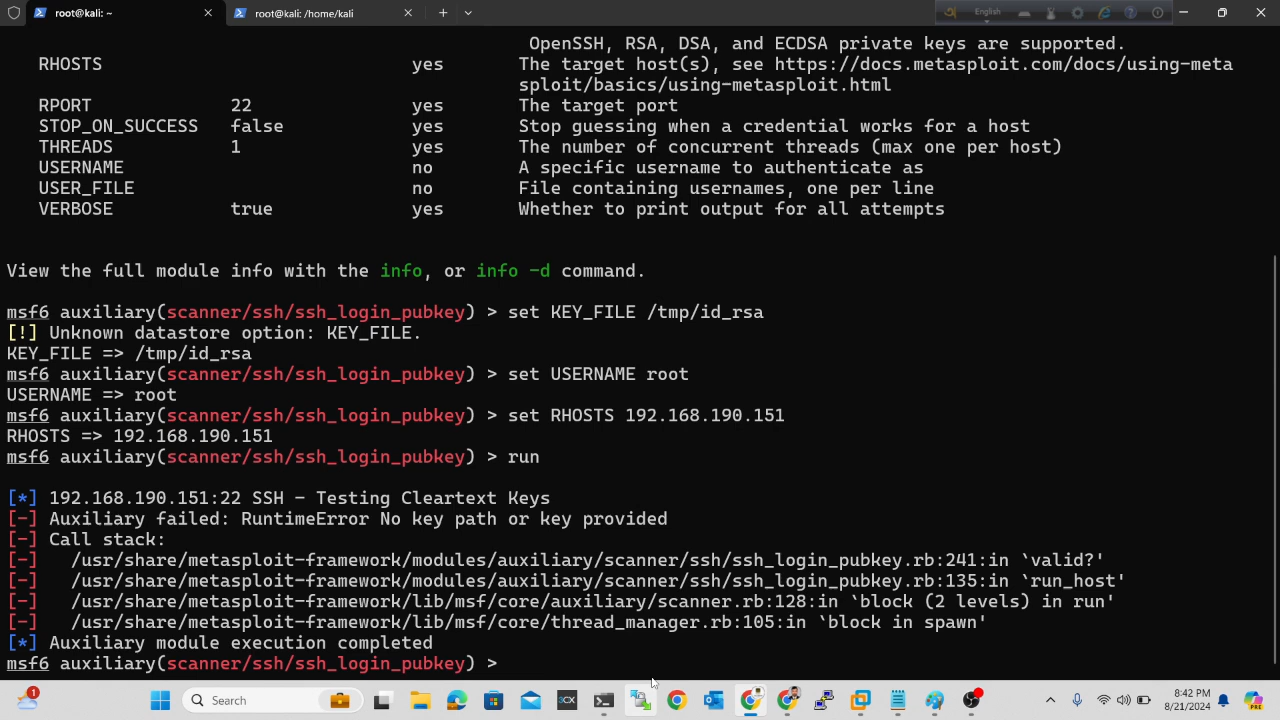 root@kali: ~
root@kali: /home/kali
English
OpenSSH, RSA, DSA, and ECDSA private keys are supported.
RHOSTS yes The target host(s), see https://docs.metasploit.com/docs/using-meta
sploit/basics/using-metasploit.html
RPORT 22 yes The target port
STOP_ON_SUCCESS false yes Stop guessing when a credential works for a host
THREADS 1 yes The number of concurrent threads (max one per host)
USERNAME no A specific username to authenticate as
USER_FILE no File containing usernames, one per line
VERBOSE true yes Whether to print output for all attempts
View the full module info with the info, or info -d command.
msf6 auxiliary(scanner/ssh/ssh_login_pubkey) > set KEY_FILE /tmp/id_rsa
[!] Unknown datastore option: KEY_FILE.
KEY_FILE => /tmp/id_rsa
msf6 auxiliary(scanner/ssh/ssh_login_pubkey) > set USERNAME root
USERNAME => root
msf6 auxiliary(scanner/ssh/ssh_login_pubkey) > set RHOSTS 192.168.190.151
RHOSTS => 192.168.190.151
msf6 auxiliary(scanner/ssh/ssh_login_pubkey) > run
[*] 192.168.190.151:22 SSH - Testing Cleartext Keys
[-] Auxiliary failed: RuntimeError No key path or key provided
[-] Call stack:
[-] /usr/share/metasploit-framework/modules/auxiliary/scanner/ssh/ssh_login_pubkey.rb:241:in `valid?'
[-] /usr/share/metasploit-framework/modules/auxiliary/scanner/ssh/ssh_login_pubkey.rb:135:in `run_host'
[-] /usr/share/metasploit-framework/lib/msf/core/auxiliary/scanner.rb:128:in `block (2 levels) in run'
[-] /usr/share/metasploit-framework/lib/msf/core/thread_manager.rb:105:in `block in spawn'
[*] Auxiliary module execution completed
msf6 auxiliary(scanner/ssh/ssh_login_pubkey) >
1
Search
SCX
8:42 PM
8/21/2024
PRE